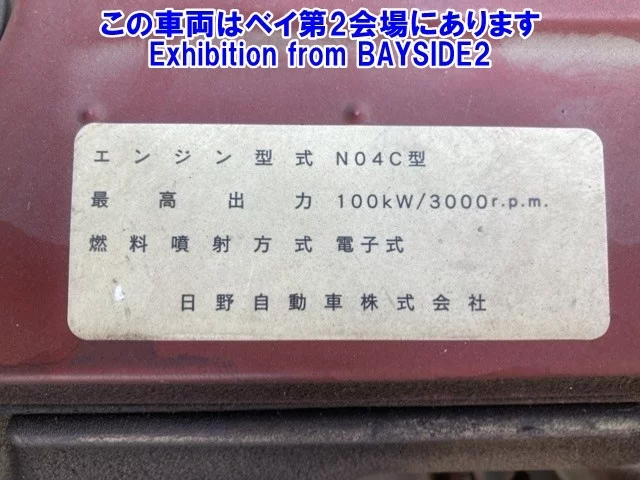 この車両はベイ第2会場にあります
Exhibition from BAYSIDE2
エンジン型式 N04C型
最高出力 100kW/3000r.p.m.
燃料噴射方式 電子式
日野自動車株式会社